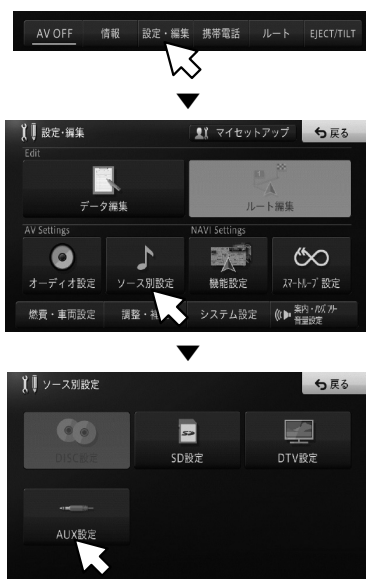 AV OFF 情報 設定・編集 携帯電話 ルート EJECT/TILT
設定・編集 マイセットアップ 戻る
Edit
データ編集 ルート編集
AV Settings NAVI Settings
オーディオ設定 ソース別設定 機能設定 スマートループ設定
燃費・車両設定 調整・補 システム設定 案内・ハンズフリー音量設定
ソース別設定 戻る
DISC設定 SD設定 DTV設定
AUX設定